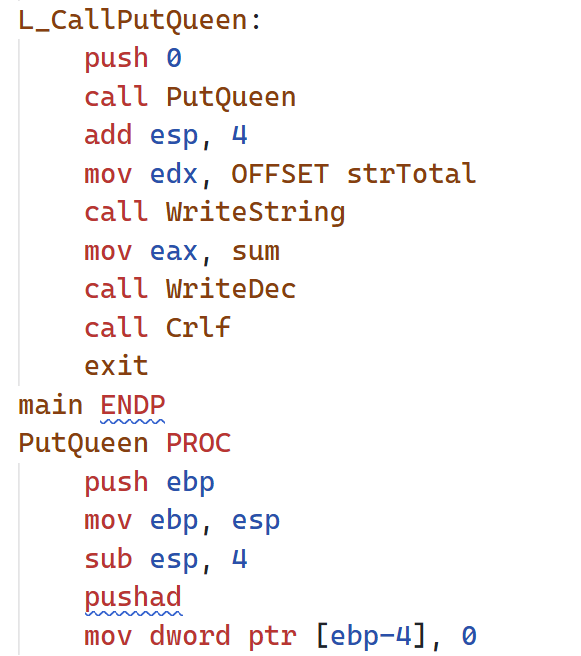 L_CallPutQueen:
push 0
call PutQueen
add esp, 4
mov edx, OFFSET strTotal
call WriteString
mov eax, sum
call WriteDec
call Crlf
exit
main ENDP
PutQueen PROC
push ebp
mov ebp, esp
sub esp, 4
pushad
mov dword ptr [ebp-4], 0